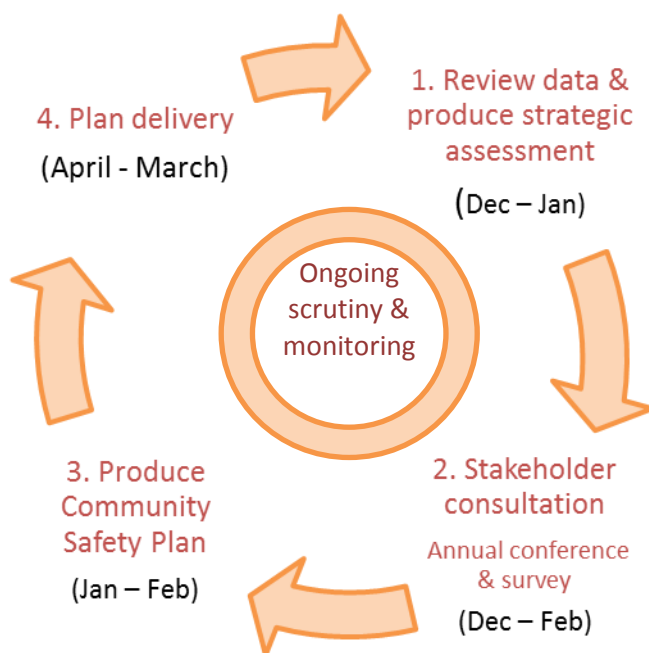 1. Review data &
produce strategic
assessment
(Dec – Jan)
2. Stakeholder
consultation
Annual conference
& survey
(Dec – Feb)
3. Produce
Community
Safety Plan
(Jan – Feb)
4. Plan delivery
(April - March)
Ongoing
scrutiny &
monitoring